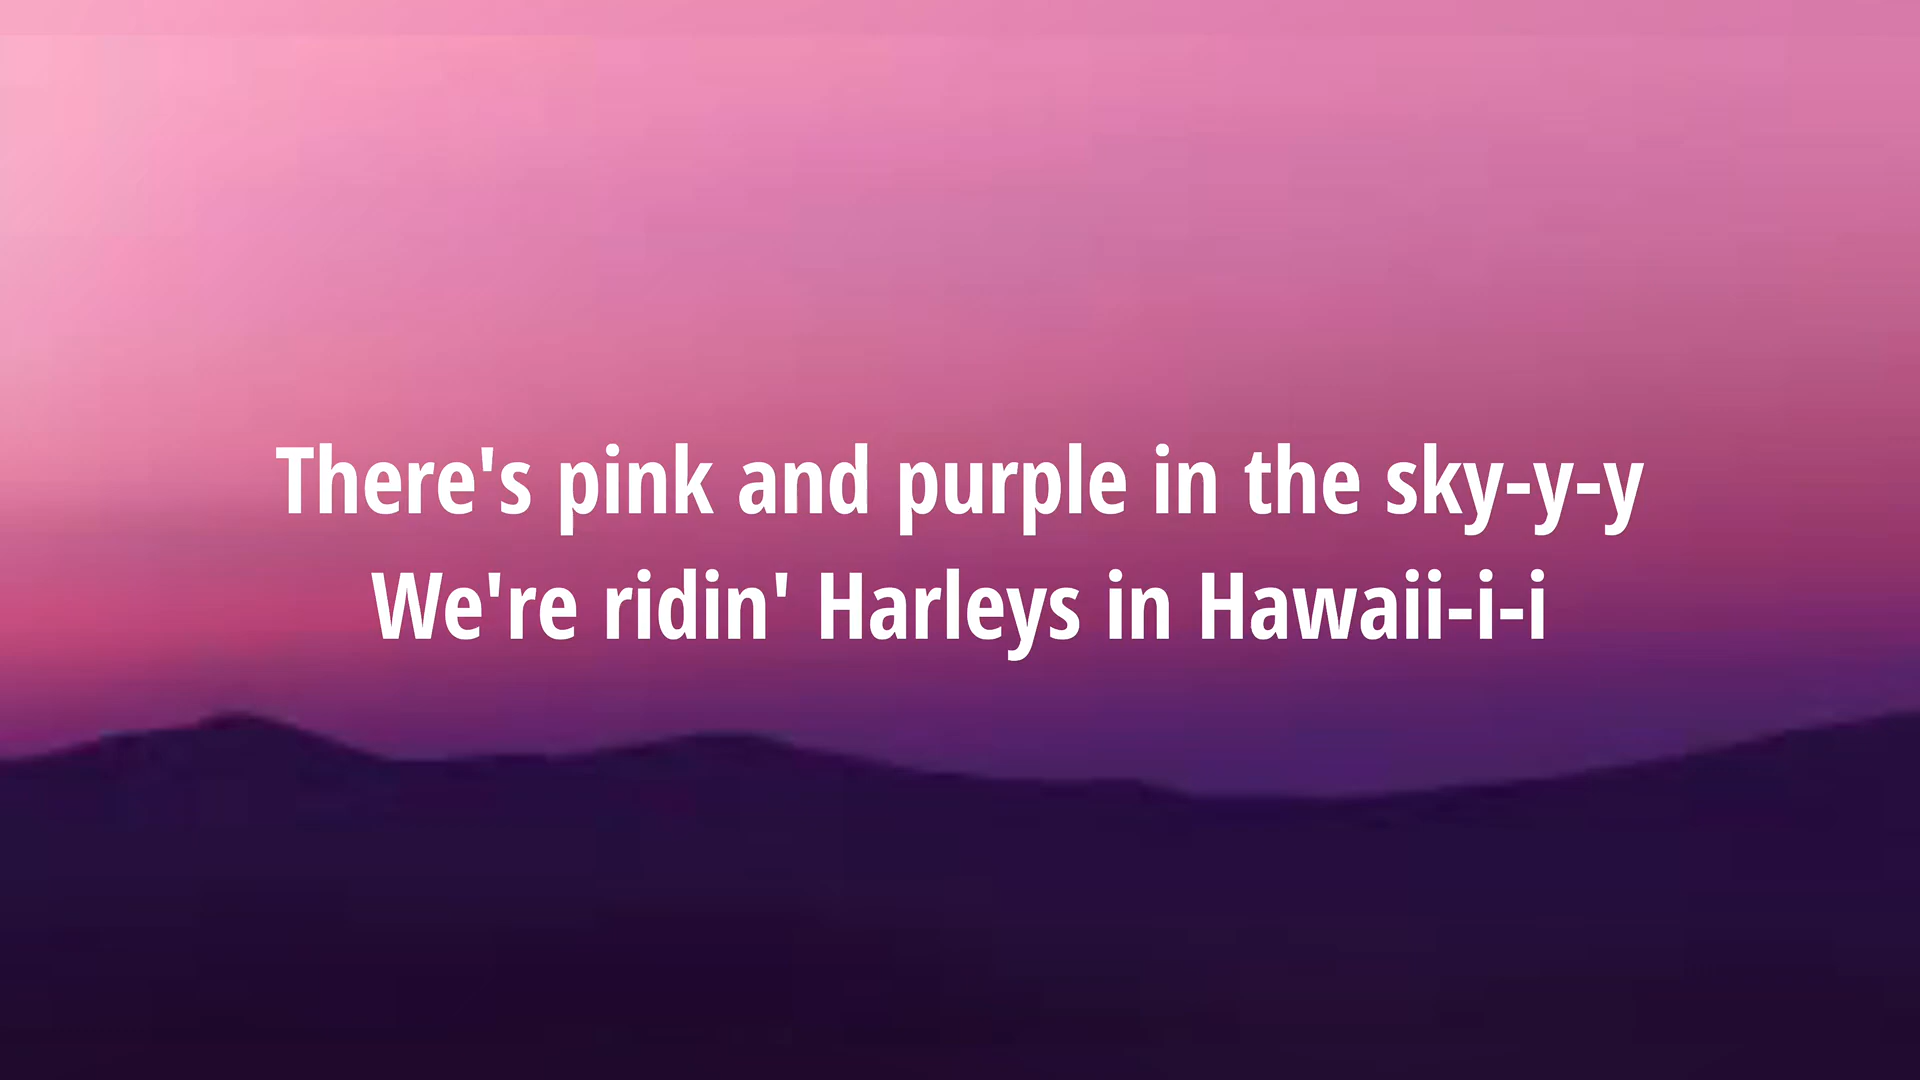 There's pink and purple in the sky-y-y
We're ridin' Harleys in Hawaii-i-i